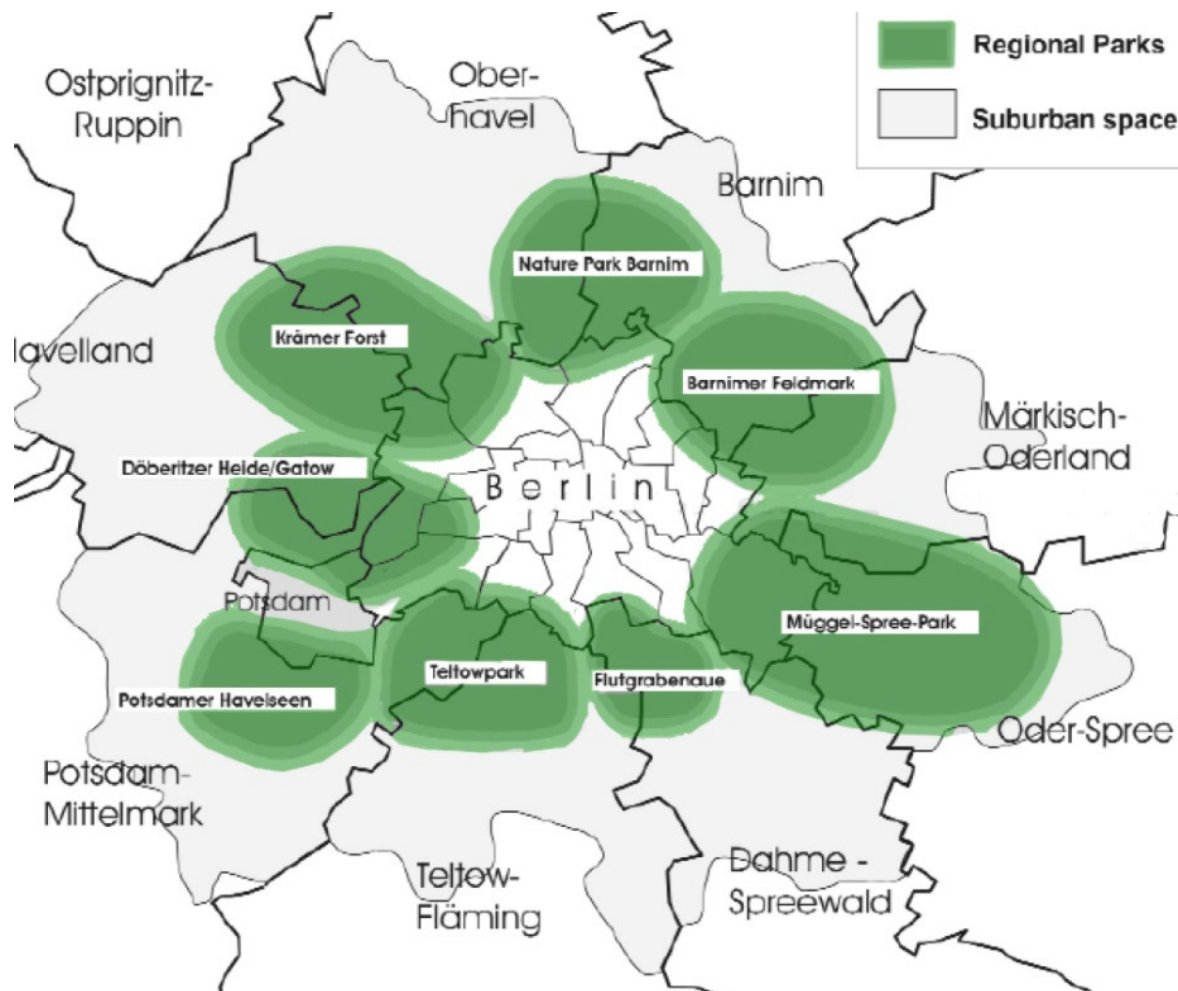 Regional Parks
Suburban space
Ostprignitz-
Ruppin
Ober-
havel
Barnim
Nature Park Barnim
Krämer Forst
avelland
Barnimer Feldmark
Märkisch-
Oderland
Döberitzer Heide/Gatow
Berlin
Potsdam
Müggel-Spree-Park
Teltowpark
Flutgrabenaue
Potsdamer Havelseen
Oder-Spree
Potsdam-
Mittelmark
Teltow-
Fläming
Dahme -
Spreewald